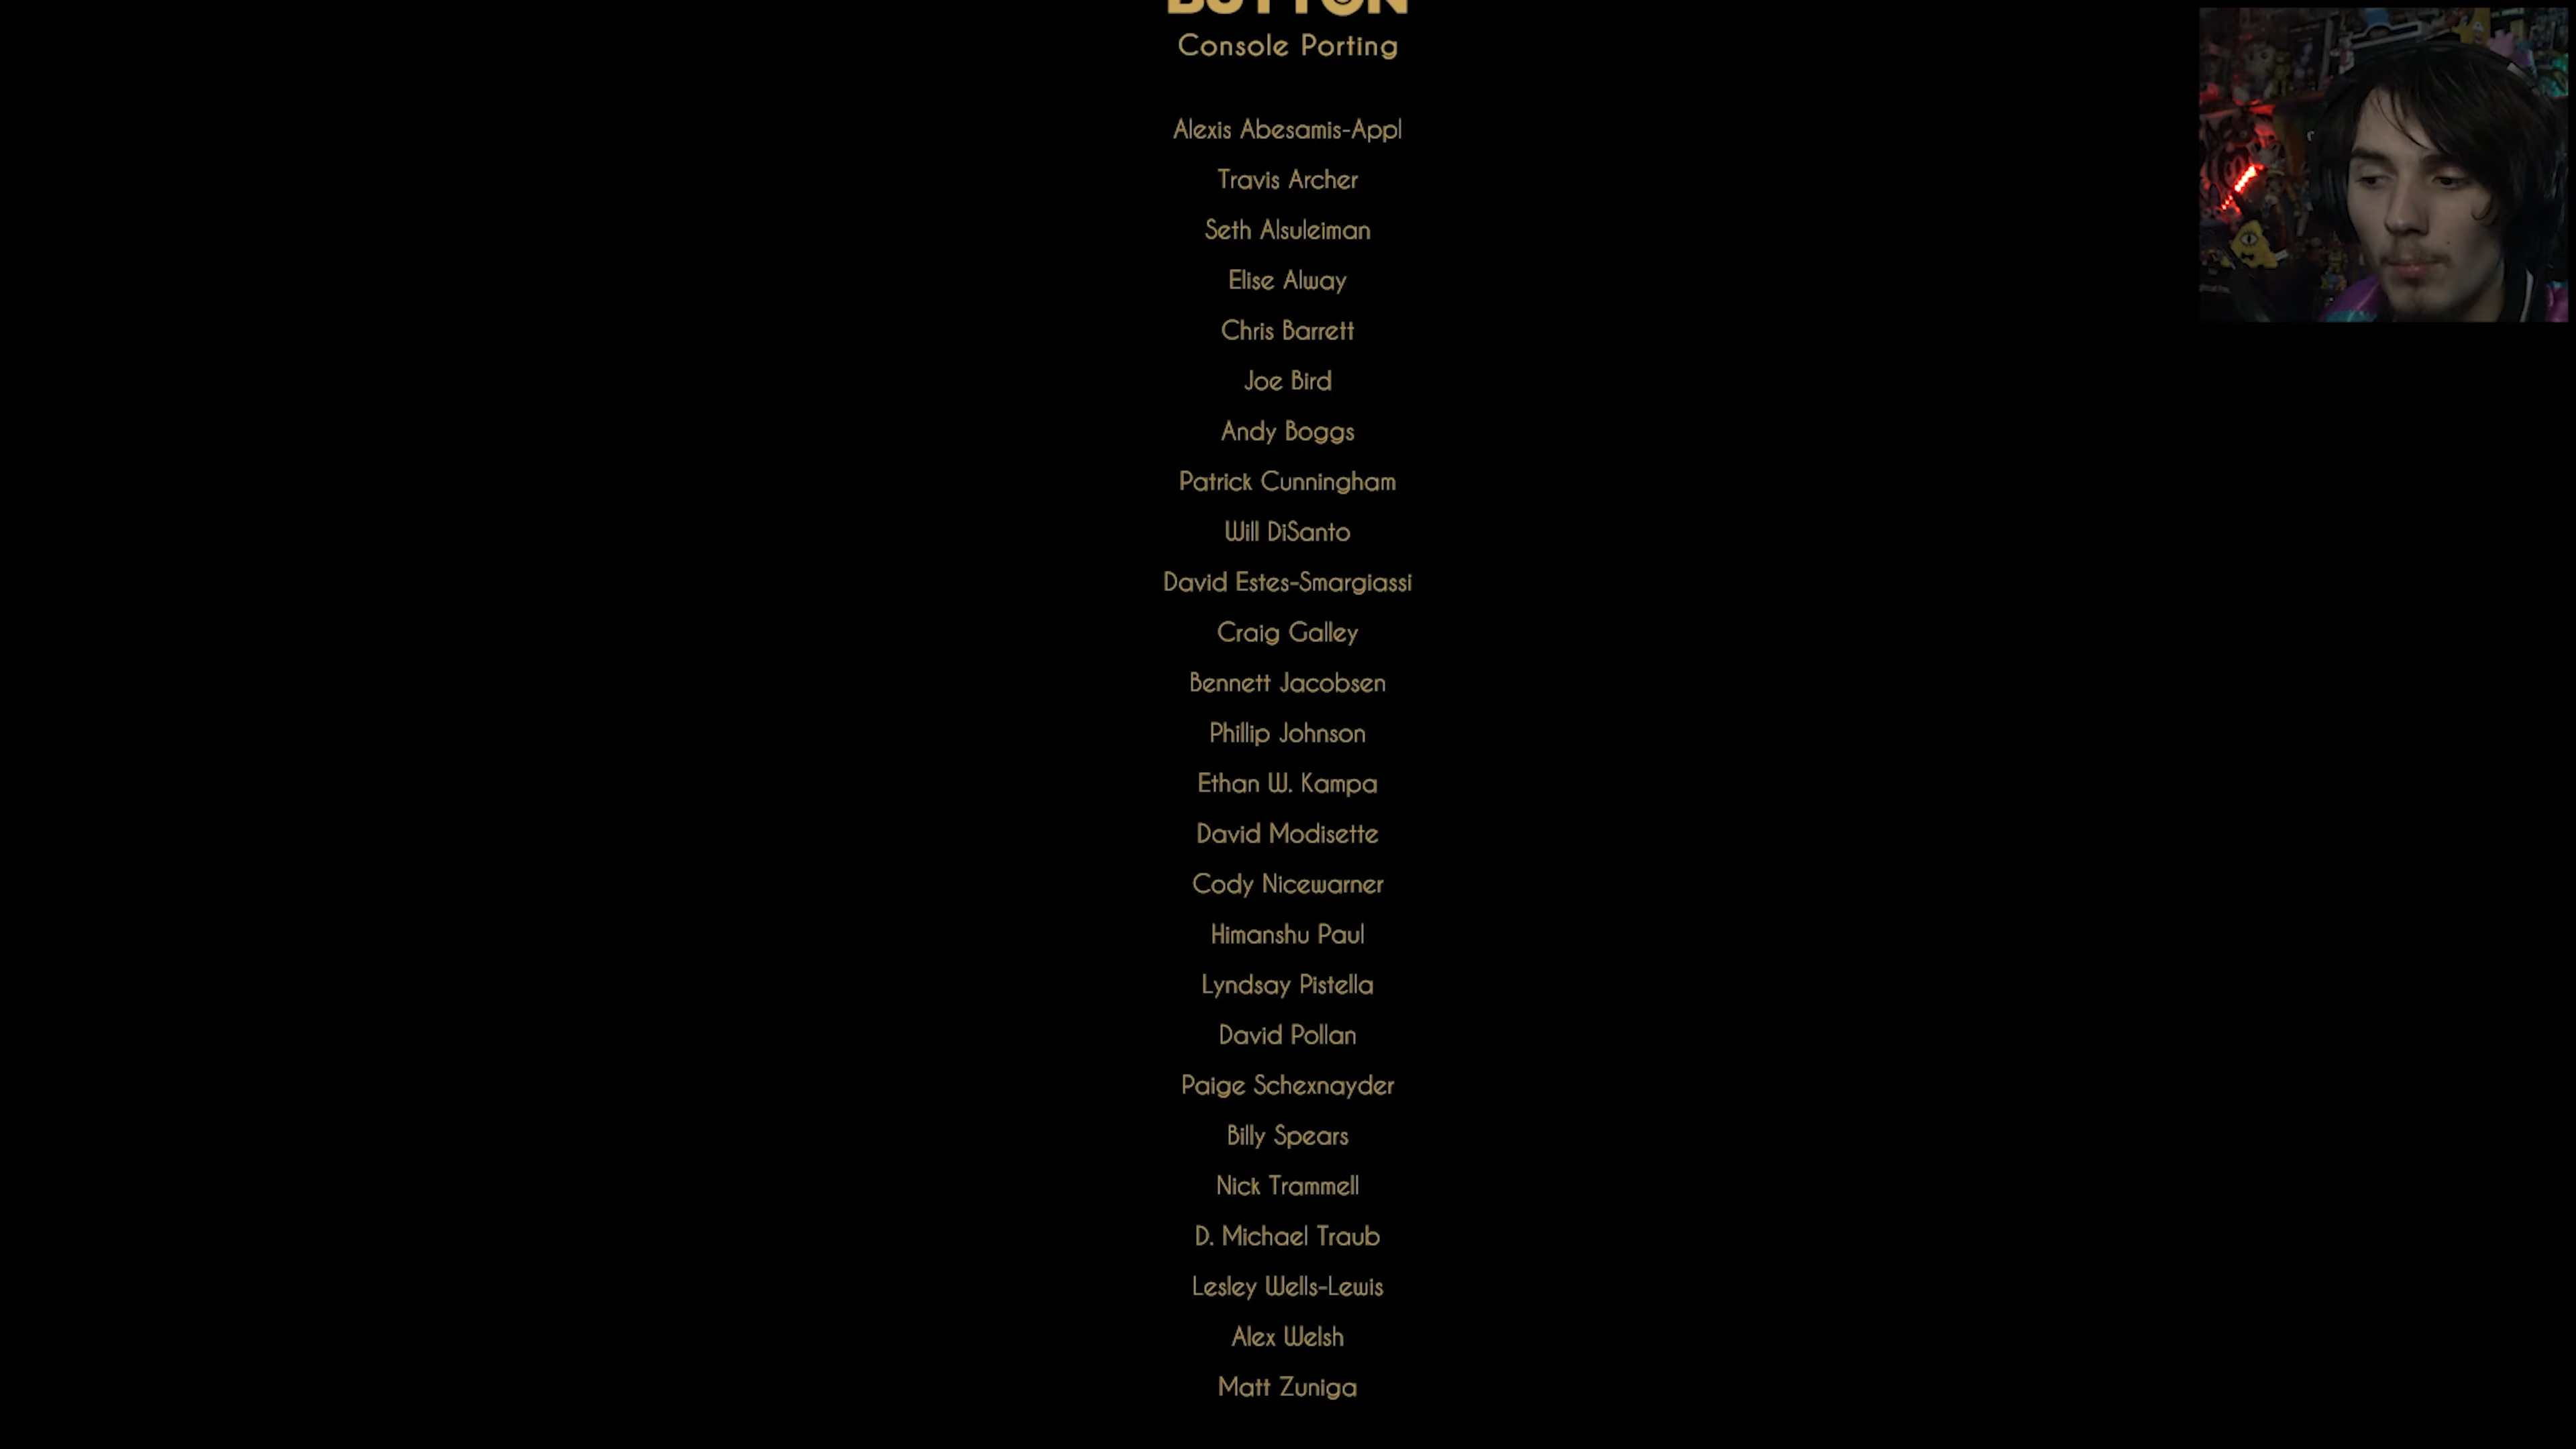 BUTTON
Console Porting
Alexis Abesamis-Appl
Travis Archer
Seth Alsuleiman
Elise Alway
Chris Barrett
Joe Bird
Andy Boggs
Patrick Cunningham
Will DiSanto
David Estes-Smargiassi
Craig Galley
Bennett Jacobsen
Phillip Johnson
Ethan W. Kampa
David Modisette
Cody Nicewarner
Himanshu Paul
Lyndsay Pistella
David Pollan
Paige Schexnayder
Billy Spears
Nick Trammell
D. Michael Traub
Lesley Wells-Lewis
Alex Welsh
Matt Zuniga